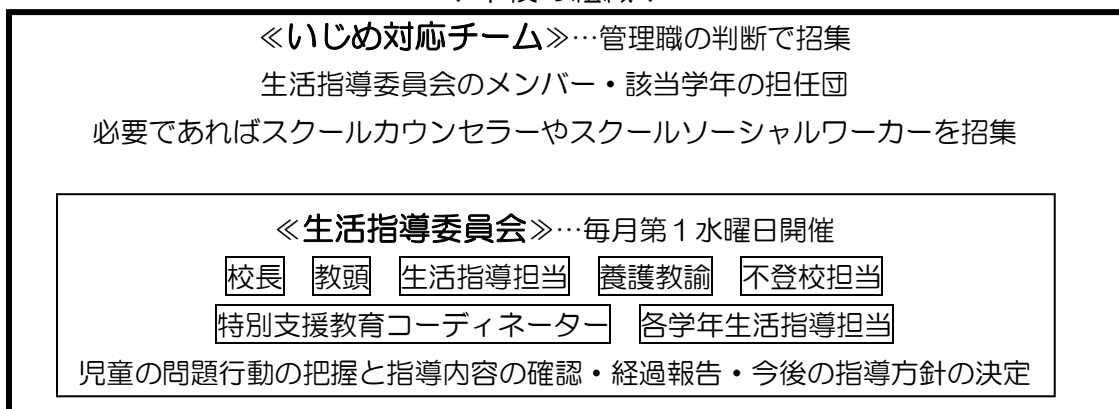 ≪いじめ対応チーム≫…管理職の判断で招集
生活指導委員会のメンバー・該当学年の担任団
必要であればスクールカウンセラーやスクールソーシャルワーカーを招集
≪生活指導委員会≫…毎月第１水曜日開催
校長 教頭 生活指導担当 養護教諭 不登校担当
特別支援教育コーディネーター 各学年生活指導担当
児童の問題行動の把握と指導内容の確認・経過報告・今後の指導方針の決定